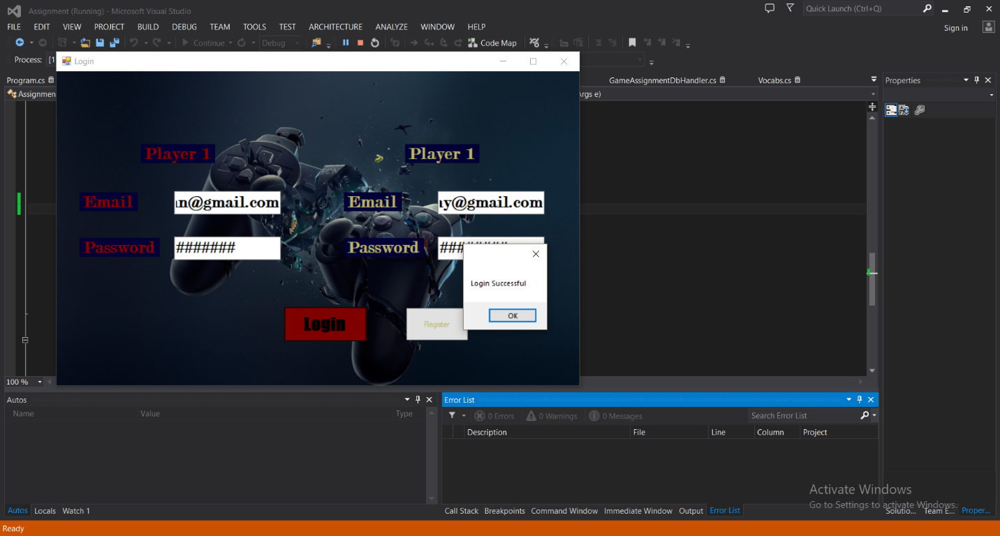 Assignment (Running) - Microsoft Visual Studio
Quick Launch (Ctrl+Q)
FILE EDIT VIEW PROJECT BUILD DEBUG TEAM TOOLS TEST ARCHITECTURE ANALYZE WINDOW HELP
Sign in
Continue Debug Code Map
Process: [1
Login
Program.cs GameAssignmentDbHandler.cs Vocabs.cs Properties
Assignmen rgs e)
Player 1 Player 1
Email n@gmail.com Email y@gmail.com
Password ####### Password
Login Successful
OK
Login Register
100 %
Autos Error List
Name Value Type
0 Errors 0 Warnings 0 Messages Search Error List
Description File Line Column Project
Activate Windows
Go to Settings to activate Windows.
Autos Locals Watch 1 Call Stack Breakpoints Command Window Immediate Window Output Error List Solutio... Team E... Proper...
Ready